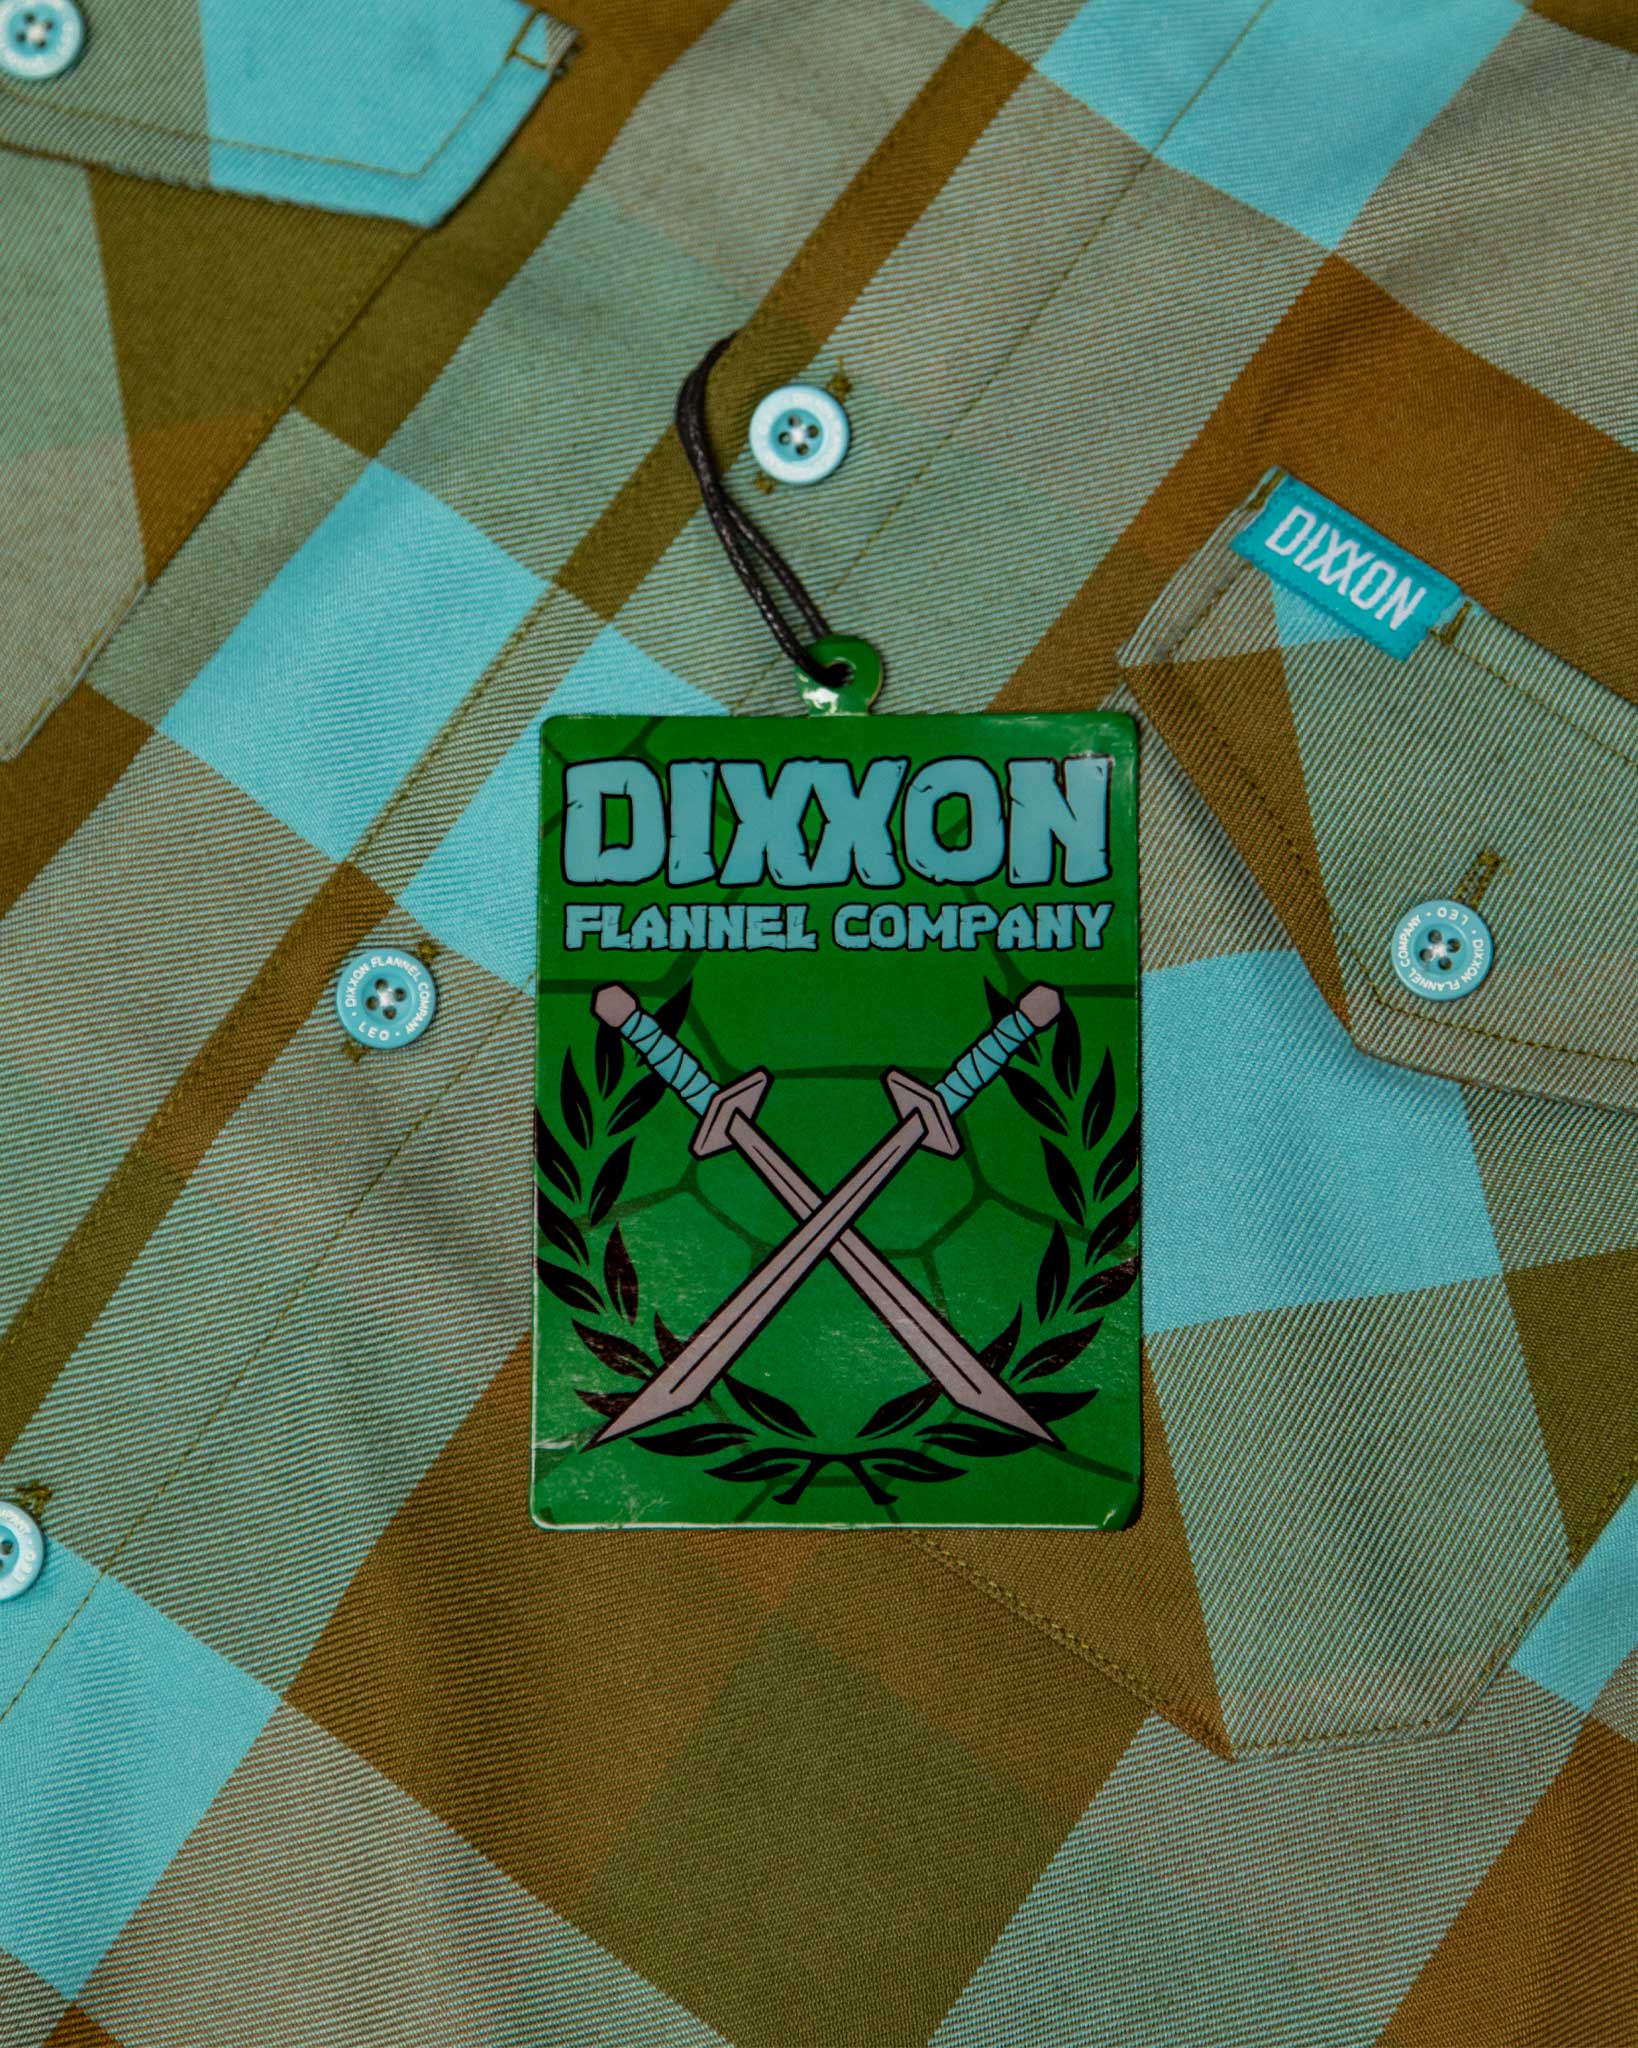 DIXXON
DIXXON
FLANNEL COMPANY
DIXXON FLANNEL COMPANY · LEO ·
DIXXON FLANNEL COMPANY · LEO ·